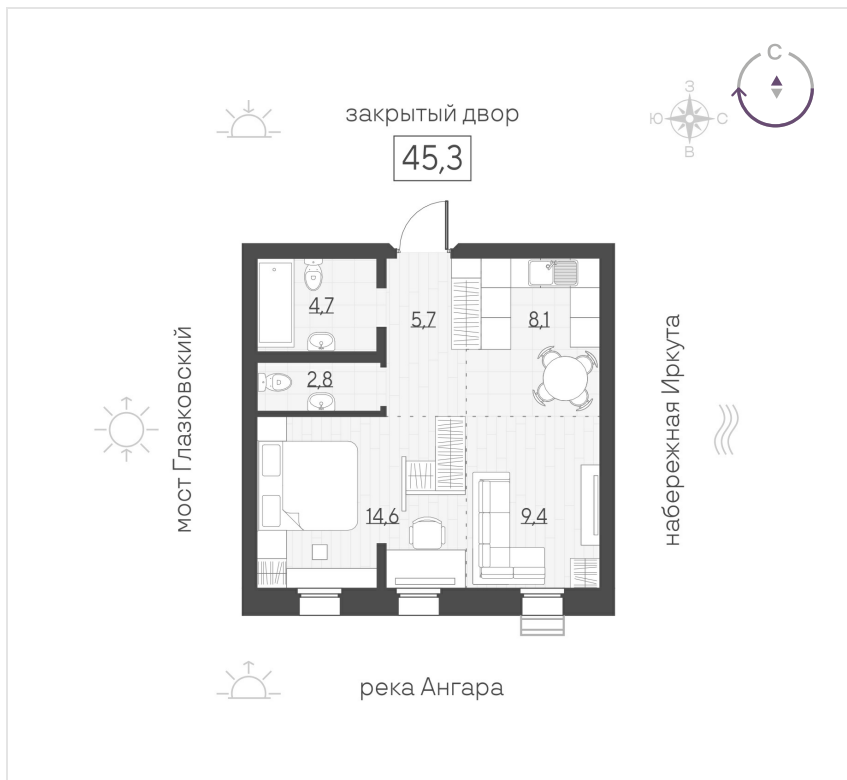 С
закрытый двор
З
Ю
С
В
45,3
4,7
5,7
8,1
2,8
мост Глазковский
набережная Иркута
14,6
9,4
река Ангара